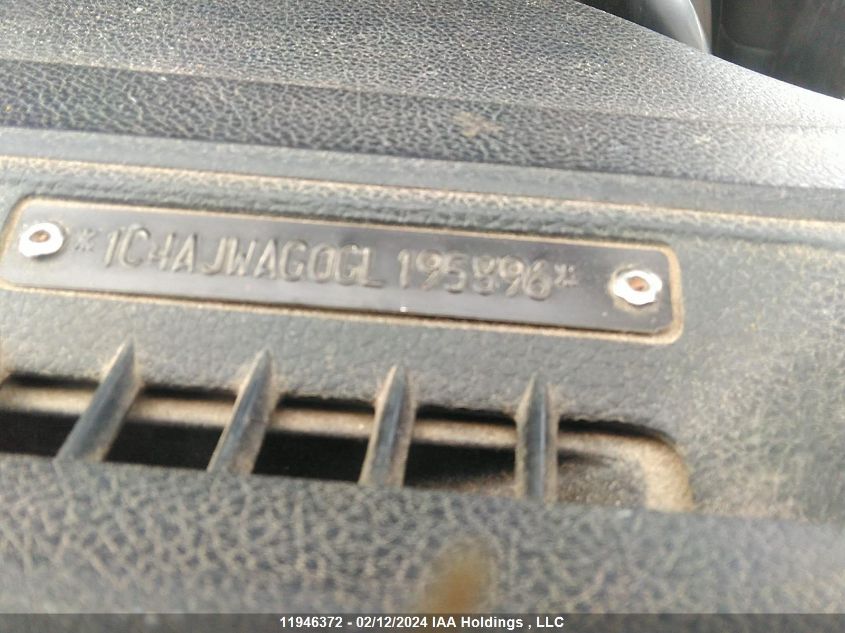 *1C4AJWAG0GL195896*
11946372 - 02/12/2024 IAA Holdings , LLC